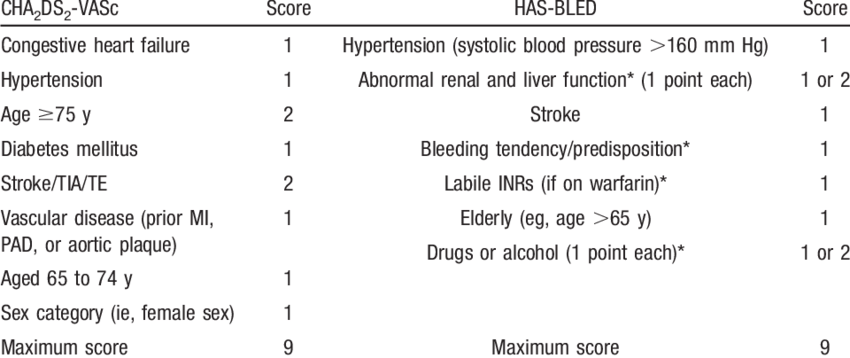 CHA2DS2-VASc Score HAS-BLED Score
Congestive heart failure 1 Hypertension (systolic blood pressure >160 mm Hg) 1
Hypertension 1 Abnormal renal and liver function* (1 point each) 1 or 2
Age ≥75 y 2 Stroke 1
Diabetes mellitus 1 Bleeding tendency/predisposition* 1
Stroke/TIA/TE 2 Labile INRs (if on warfarin)* 1
Vascular disease (prior MI, 1 Elderly (eg, age >65 y) 1
PAD, or aortic plaque) Drugs or alcohol (1 point each)* 1 or 2
Aged 65 to 74 y 1
Sex category (ie, female sex) 1
Maximum score 9 Maximum score 9